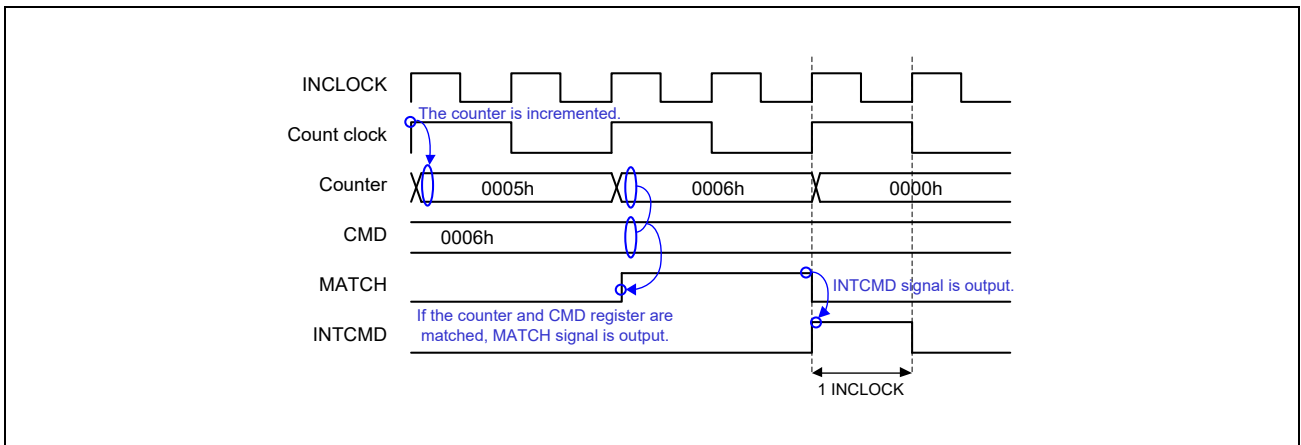 INCLOCK
The counter is incremented.
Count clock
Counter
0005h
0006h
0000h
CMD
0006h
MATCH
INTCMD signal is output.
If the counter and CMD register are
matched, MATCH signal is output.
INTCMD
1 INCLOCK